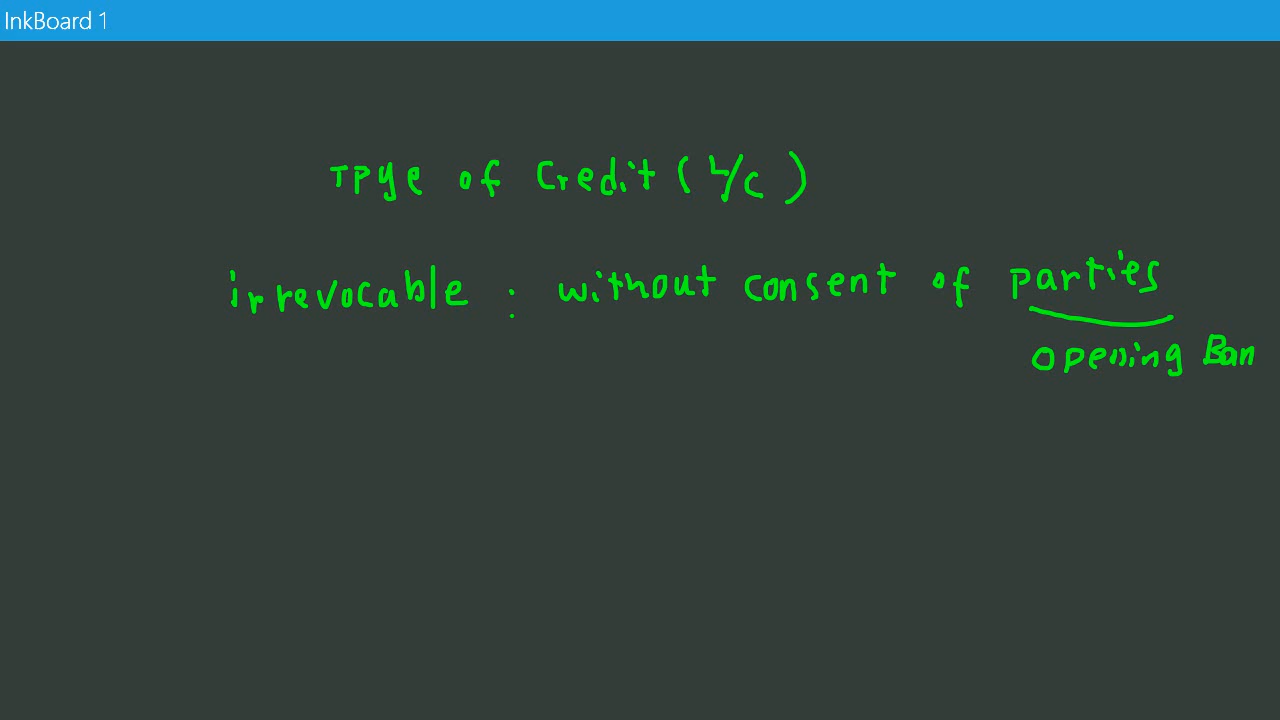 InkBoard 1
TPye of Credit (L/C)
irrevocable : without consent of parties
opening Ban